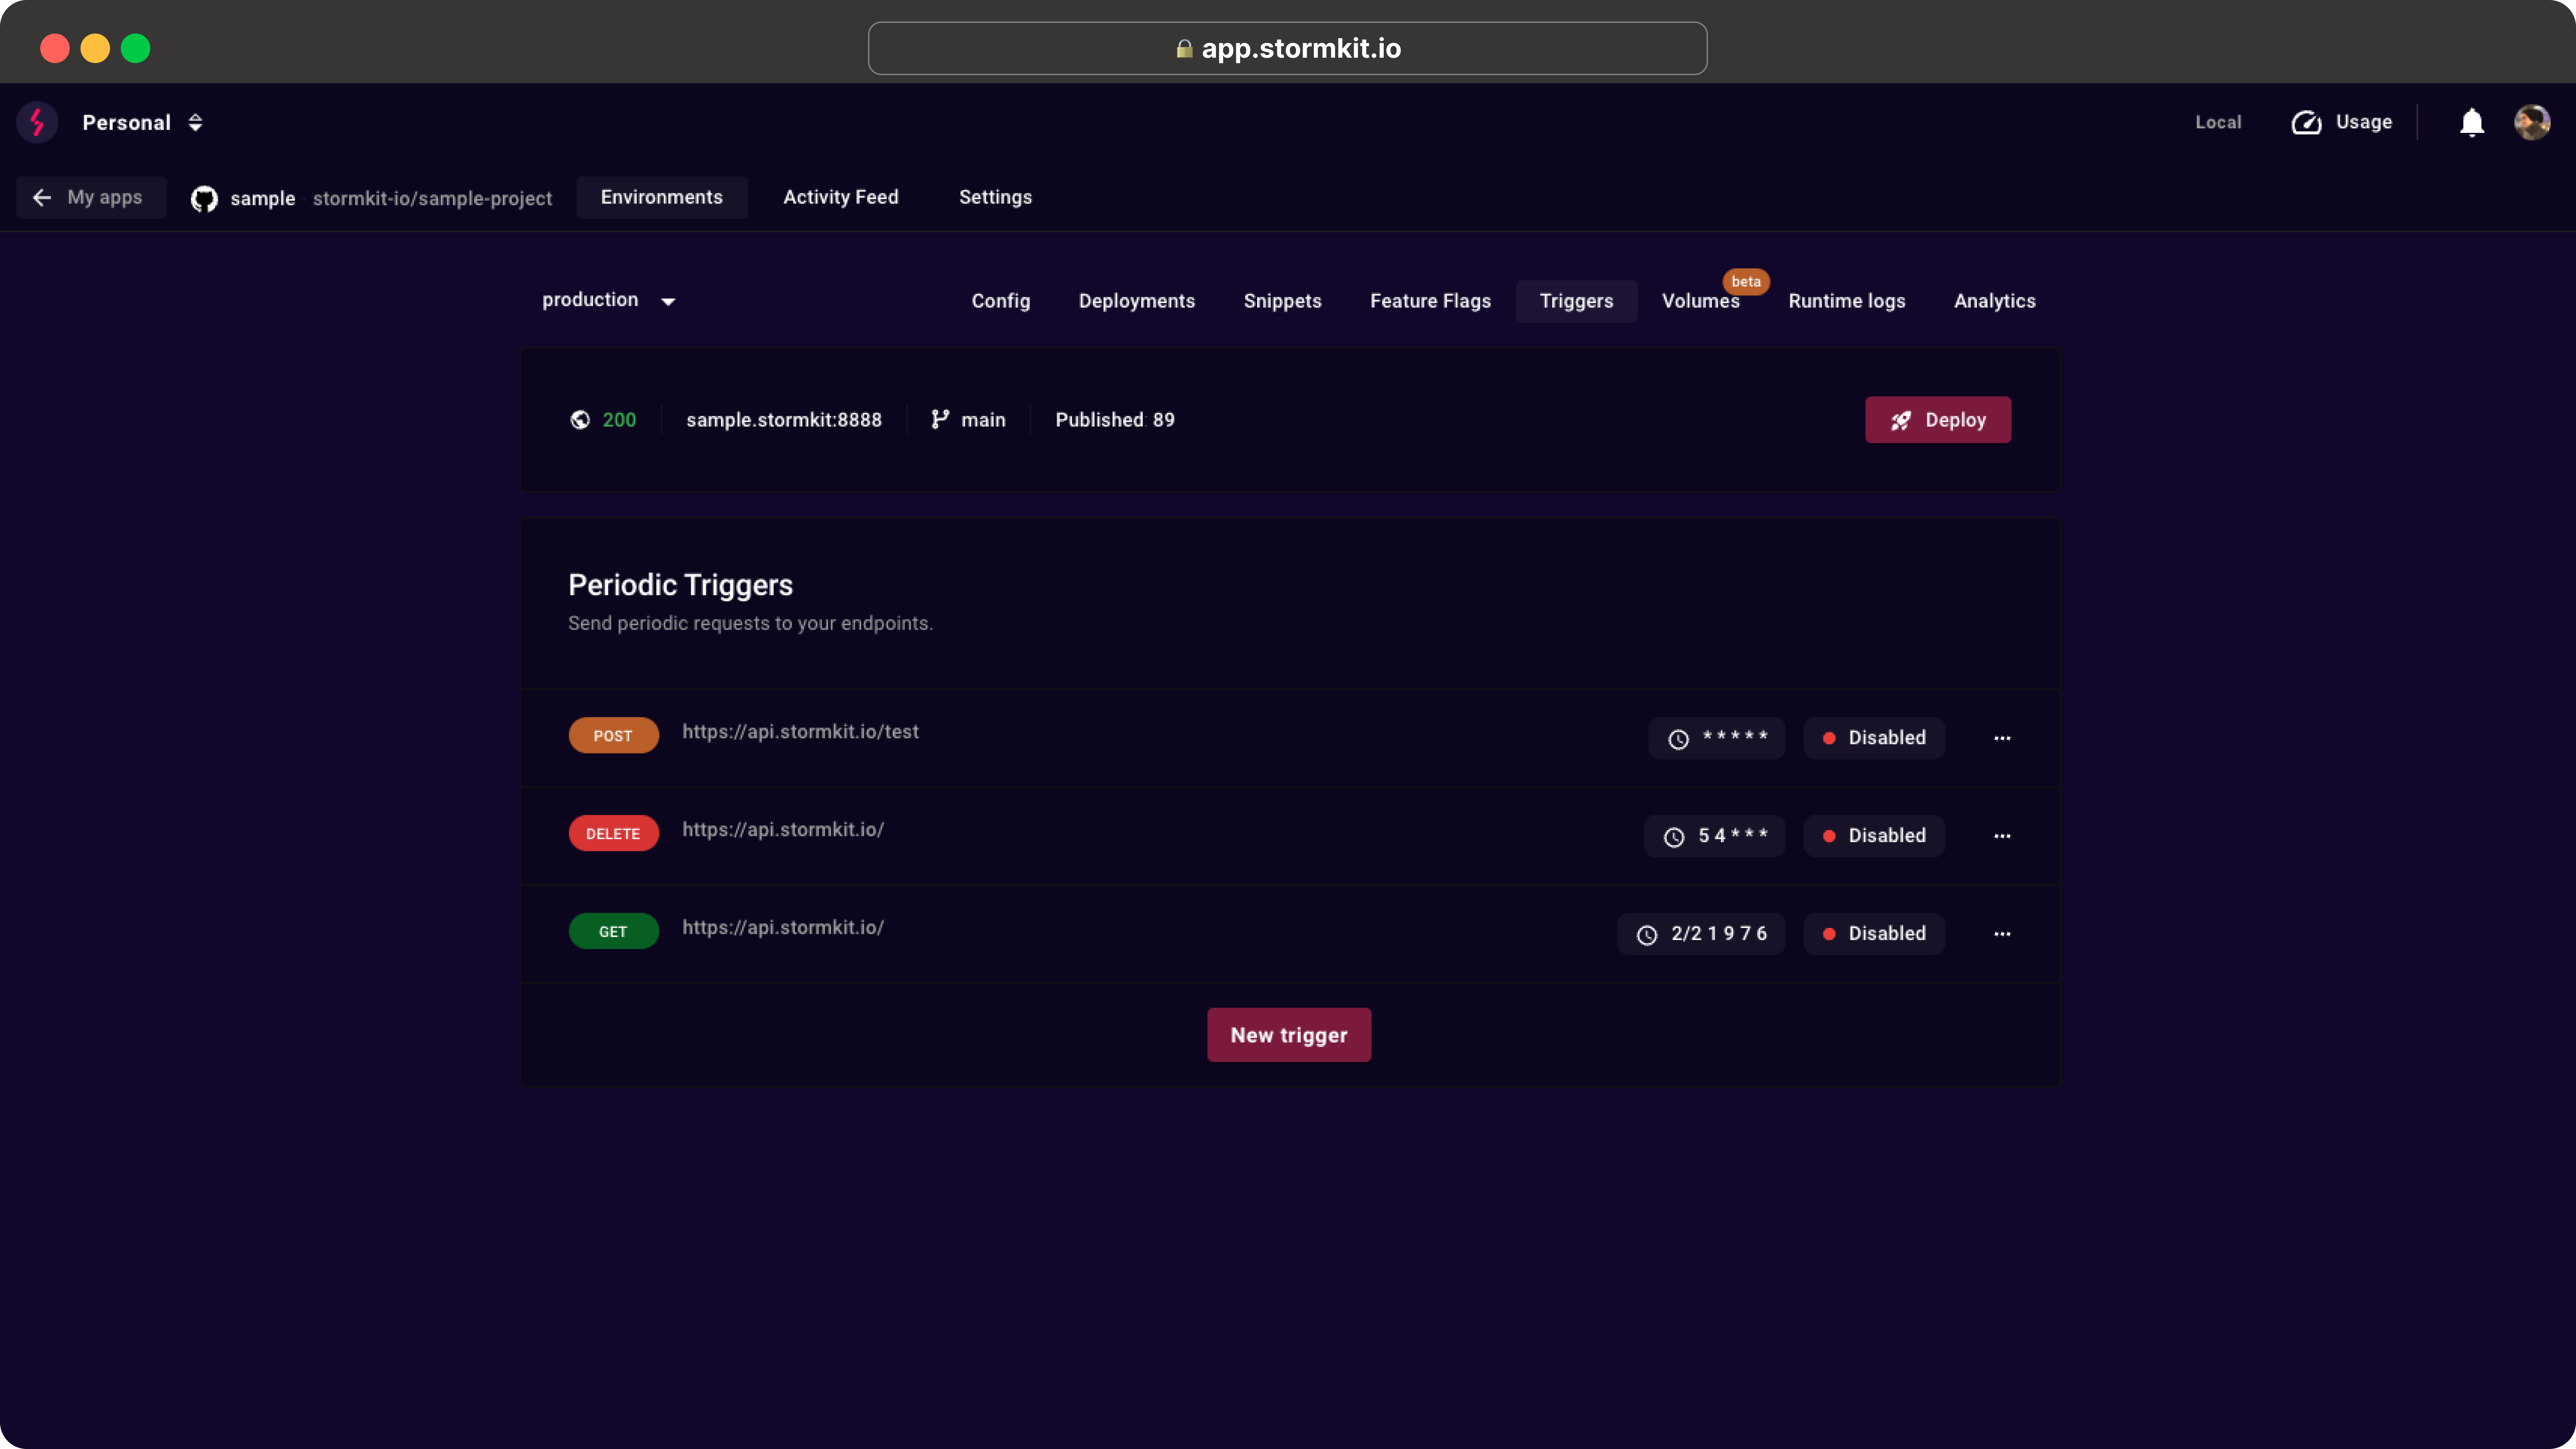 app.stormkit.io
Personal
Local
Usage
My apps
sample
stormkit-io/sample-project
Environments
Activity Feed
Settings
production
Config
Deployments
Snippets
Feature Flags
Triggers
Volumes
beta
Runtime logs
Analytics
200
sample.stormkit:8888
main
Published: 89
Deploy
Periodic Triggers
Send periodic requests to your endpoints.
POST
https://api.stormkit.io/test
* * * * *
Disabled
DELETE
https://api.stormkit.io/
5 4 * * *
Disabled
GET
https://api.stormkit.io/
2/2 1 9 7 6
Disabled
New trigger